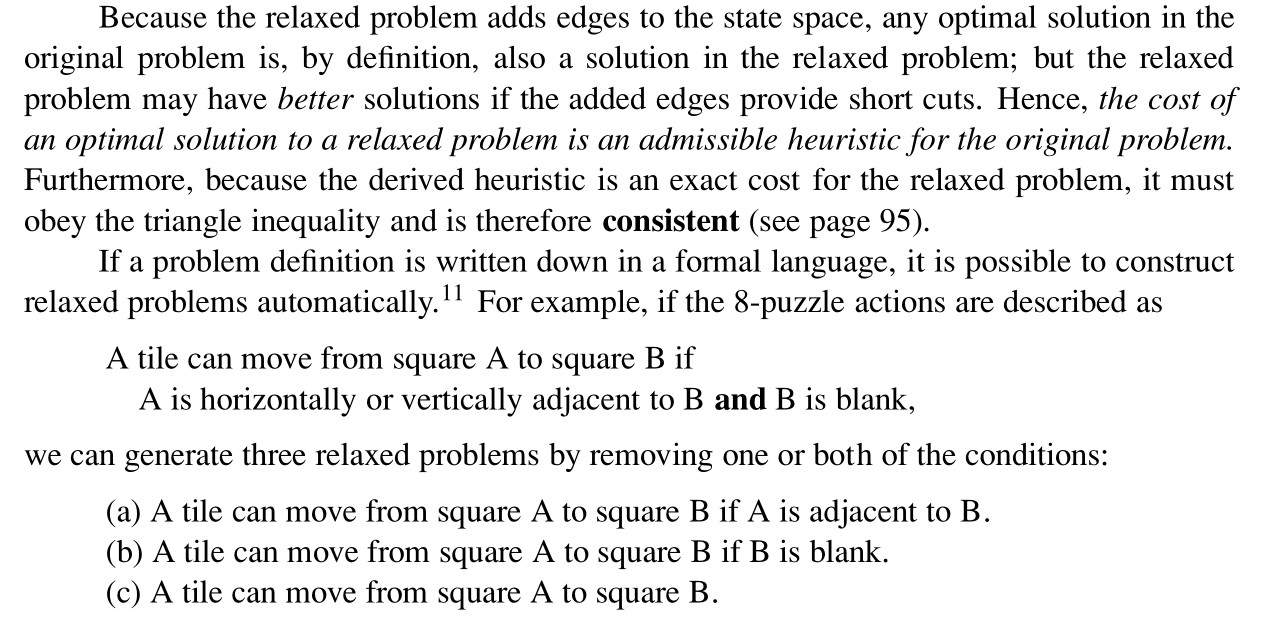 Because the relaxed problem adds edges to the state space, any optimal solution in the
original problem is, by definition, also a solution in the relaxed problem; but the relaxed
problem may have better solutions if the added edges provide short cuts. Hence, the cost of
an optimal solution to a relaxed problem is an admissible heuristic for the original problem.
Furthermore, because the derived heuristic is an exact cost for the relaxed problem, it must
obey the triangle inequality and is therefore consistent (see page 95).
If a problem definition is written down in a formal language, it is possible to construct
relaxed problems automatically.¹¹ For example, if the 8-puzzle actions are described as
A tile can move from square A to square B if
A is horizontally or vertically adjacent to B and B is blank,
we can generate three relaxed problems by removing one or both of the conditions:
(a) A tile can move from square A to square B if A is adjacent to B.
(b) A tile can move from square A to square B if B is blank.
(c) A tile can move from square A to square B.